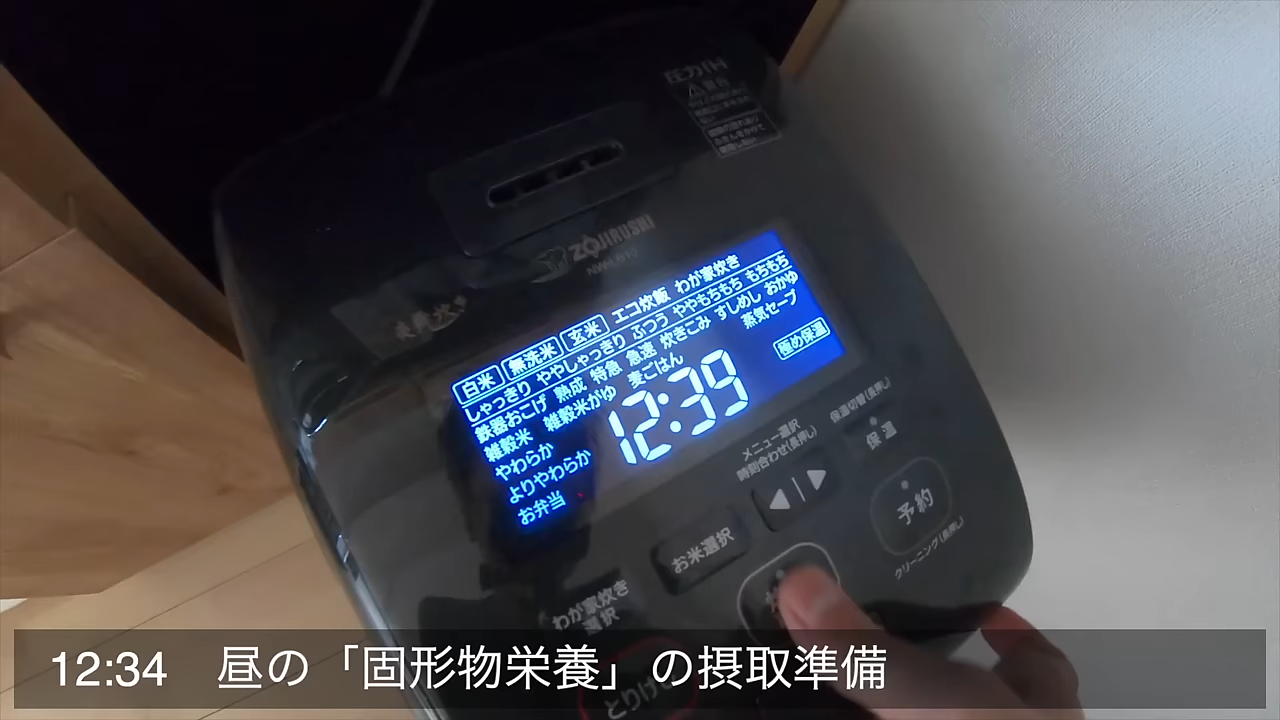 圧力IH
ZOJIRUSHI
白米 無洗米 玄米 エコ炊飯 わが家炊き
しゃっきり ややしゃっきり ふつう ややもちもち もちもち
鉄器おこげ 熟成 特急 急速 炊きこみ すしめし おかゆ
雑穀米 雑穀米がゆ 麦ごはん 蒸気セーブ
やわらか
よりやわらか
お弁当
極め保温
12:39
メニュー選択
時刻合わせ(長押し)
保温切替(長押し)
保温
予約
クリーニング(長押し)
お米選択
わが家炊き
選択
とりけし
12:34 昼の「固形物栄養」の摂取準備